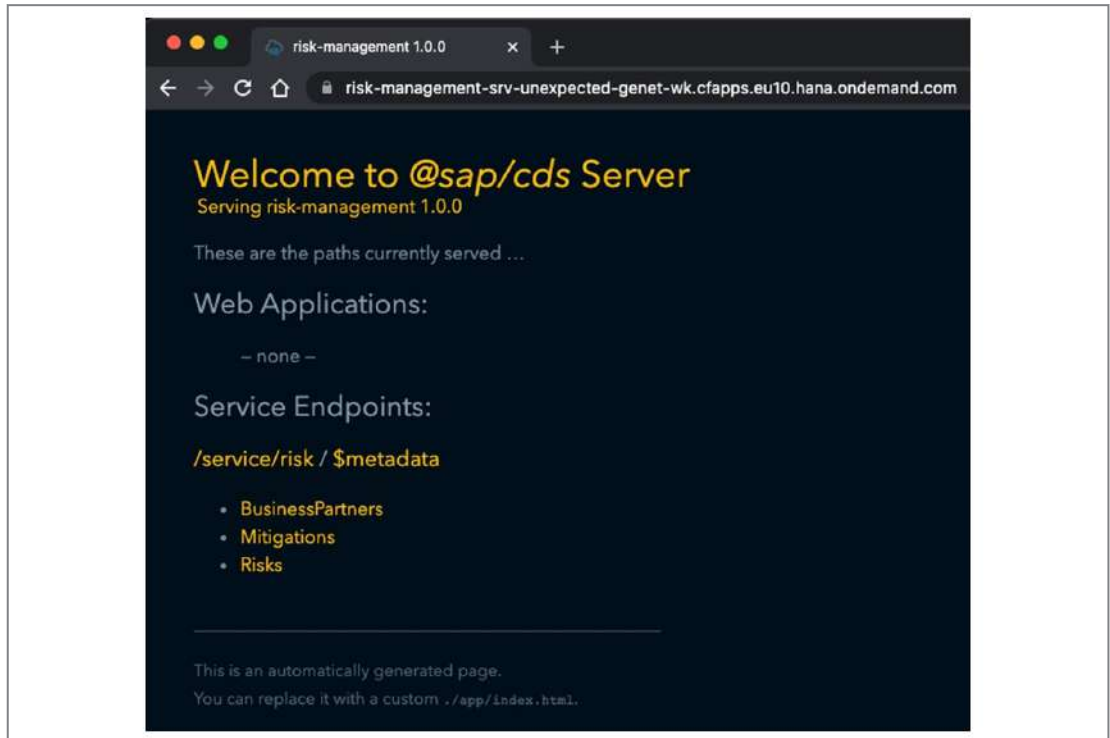 risk-management 1.0.0
risk-management-srv-unexpected-genet-wk.cfapps.eu10.hana.ondemand.com
Welcome to @sap/cds Server
Serving risk-management 1.0.0
These are the paths currently served ...
Web Applications:
– none –
Service Endpoints:
/service/risk / $metadata
• BusinessPartners
• Mitigations
• Risks
This is an automatically generated page.
You can replace it with a custom ./app/index.html.